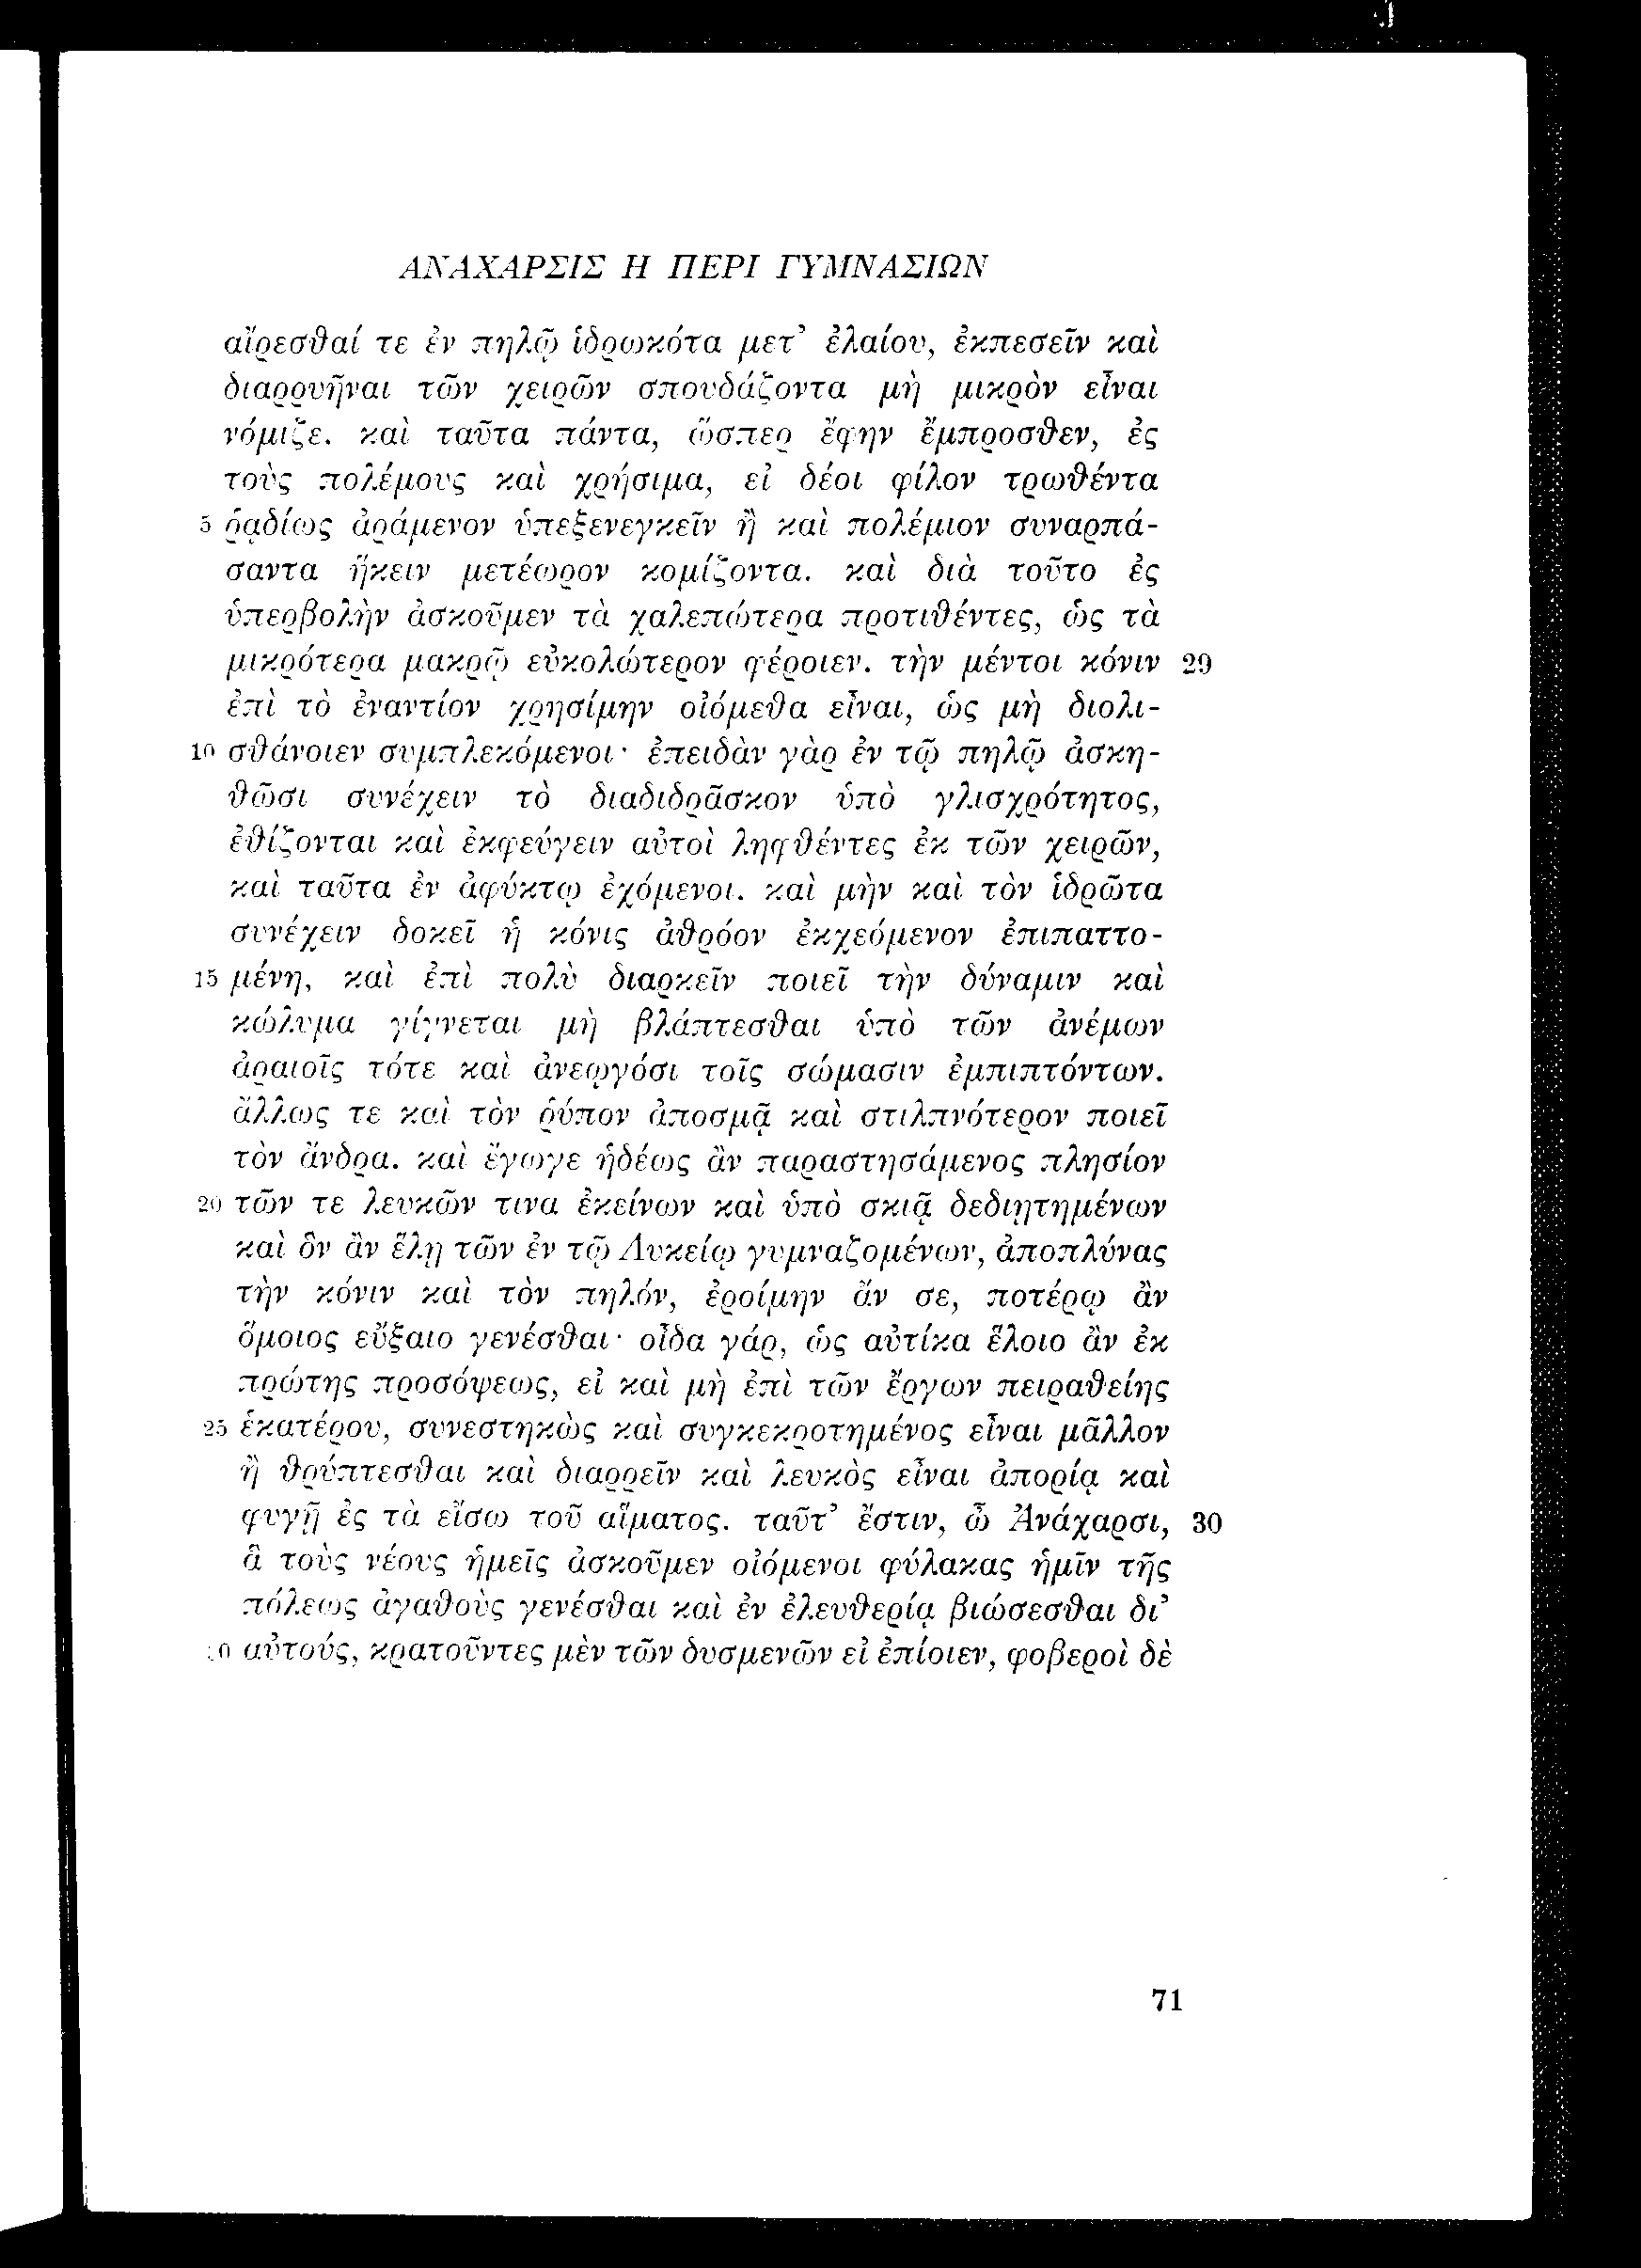 ΑΝΑΧΑΡΣΙΣ Η ΠΕΡΙ ΓΥΜΝΑΣΙΩΝ
αἴρεσθαί τε ἐν πηλῷ ἱδρωκότα μετ’ ἐλαίου, ἐκπεσεῖν καὶ
διαρρυῆναι τῶν χειρῶν σπουδάζοντα μὴ μικρὸν εἶναι
νόμιζε. καὶ ταῦτα πάντα, ὥσπερ ἔφην ἔμπροσθεν, ἐς
τοὺς πολέμους καὶ χρήσιμα, εἰ δέοι φίλον τρωθέντα
5 ῥᾳδίως ἀράμενον ὑπεξενεγκεῖν ἢ καὶ πολέμιον συναρπά-
σαντα ἥκειν μετέωρον κομίζοντα. καὶ διὰ τοῦτο ἐς
ὑπερβολὴν ἀσκοῦμεν τὰ χαλεπώτερα προτιθέντες, ὡς τὰ
μικρότερα μακρῷ εὐκολώτερον φέροιεν. τὴν μέντοι κόνιν 29
ἐπὶ τὸ ἐναντίον χρησίμην οἰόμεθα εἶναι, ὡς μὴ διολι-
10 σθάνοιεν συμπλεκόμενοι· ἐπειδὰν γὰρ ἐν τῷ πηλῷ ἀσκη-
θῶσι συνέχειν τὸ διαδιδρᾶσκον ὑπὸ γλισχρότητος,
ἐθίζονται καὶ ἐκφεύγειν αὐτοὶ ληφθέντες ἐκ τῶν χειρῶν,
καὶ ταῦτα ἐν ἀφύκτῳ ἐχόμενοι. καὶ μὴν καὶ τὸν ἱδρῶτα
συνέχειν δοκεῖ ἡ κόνις ἀθρόον ἐκχεόμενον ἐπιπαττο-
15 μένη, καὶ ἐπὶ πολὺ διαρκεῖν ποιεῖ τὴν δύναμιν καὶ
κώλυμα γίγνεται μὴ βλάπτεσθαι ὑπὸ τῶν ἀνέμων
ἀραιοῖς τότε καὶ ἀνεῳγόσι τοῖς σώμασιν ἐμπιπτόντων.
ἄλλως τε καὶ τὸν ῥύπον ἀποσμᾷ καὶ στιλπνότερον ποιεῖ
τὸν ἄνδρα. καὶ ἔγωγε ἡδέως ἂν παραστησάμενος πλησίον
20 τῶν τε λευκῶν τινα ἐκείνων καὶ ὑπὸ σκιᾷ δεδιῃτημένων
καὶ ὃν ἂν ἕλῃ τῶν ἐν τῷ Λυκείῳ γυμναζομένων, ἀποπλύνας
τὴν κόνιν καὶ τὸν πηλόν, ἐροίμην ἄν σε, ποτέρῳ ἂν
ὅμοιος εὔξαιο γενέσθαι· οἶδα γάρ, ὡς αὐτίκα ἕλοιο ἂν ἐκ
πρώτης προσόψεως, εἰ καὶ μὴ ἐπὶ τῶν ἔργων πειραθείης
25 ἑκατέρου, συνεστηκὼς καὶ συγκεκροτημένος εἶναι μᾶλλον
ἢ θρύπτεσθαι καὶ διαρρεῖν καὶ λευκὸς εἶναι ἀπορίᾳ καὶ
φυγῇ ἐς τὰ εἴσω τοῦ αἵματος. ταῦτ’ ἔστιν, ὦ Ἀνάχαρσι, 30
ἃ τοὺς νέους ἡμεῖς ἀσκοῦμεν οἰόμενοι φύλακας ἡμῖν τῆς
πόλεως ἀγαθοὺς γενέσθαι καὶ ἐν ἐλευθερίᾳ βιώσεσθαι δι’
30 αὐτούς, κρατοῦντες μὲν τῶν δυσμενῶν εἰ ἐπίοιεν, φοβεροὶ δὲ
71